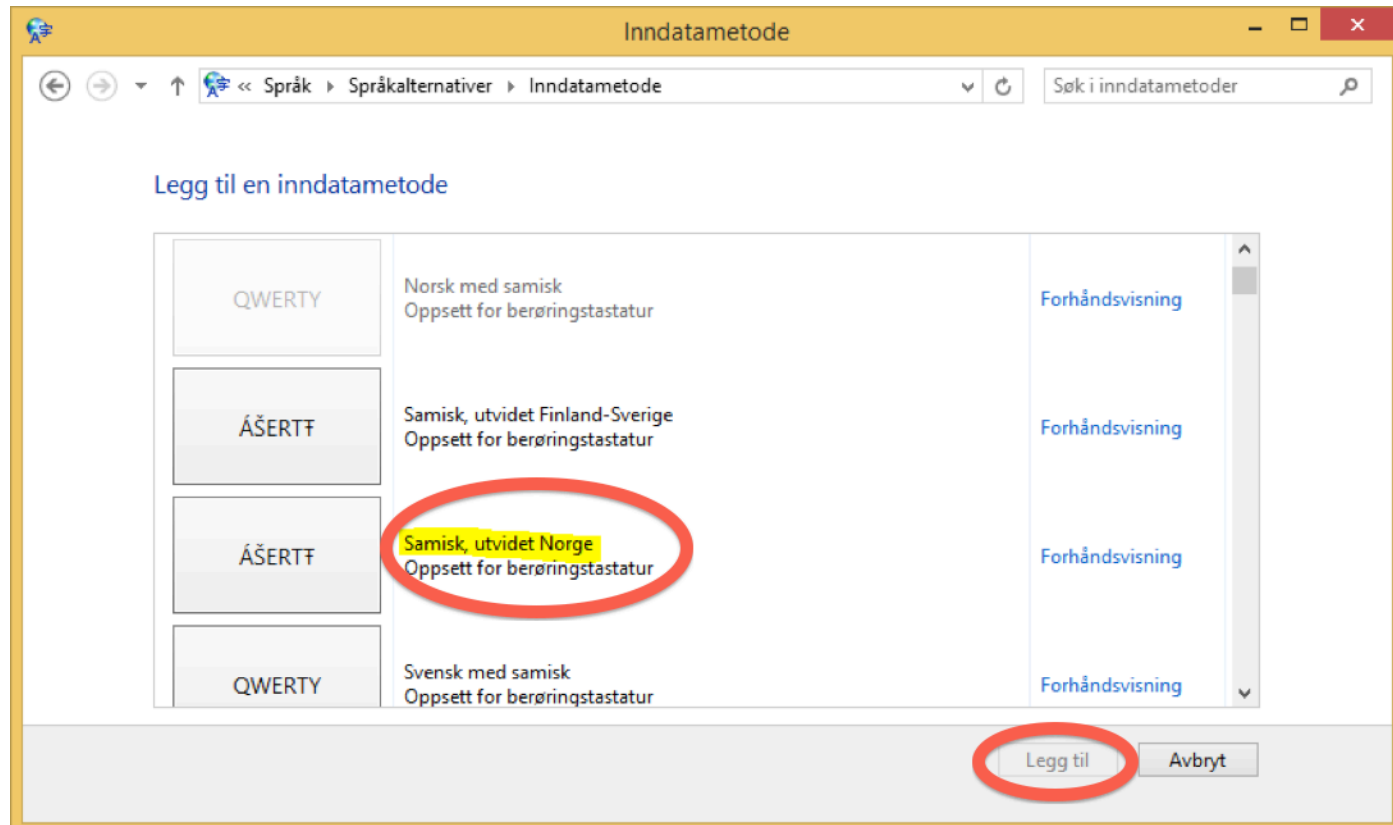 Inndatametode
« Språk ▸ Språkalternativer ▸ Inndatametode
Søk i inndatametoder
Legg til en inndatametode
QWERTY
Norsk med samisk
Oppsett for berøringstastatur
Forhåndsvisning
ÁŠERTŦ
Samisk, utvidet Finland-Sverige
Oppsett for berøringstastatur
Forhåndsvisning
ÁŠERTŦ
Samisk, utvidet Norge
Oppsett for berøringstastatur
Forhåndsvisning
QWERTY
Svensk med samisk
Oppsett for berøringstastatur
Forhåndsvisning
Legg til
Avbryt